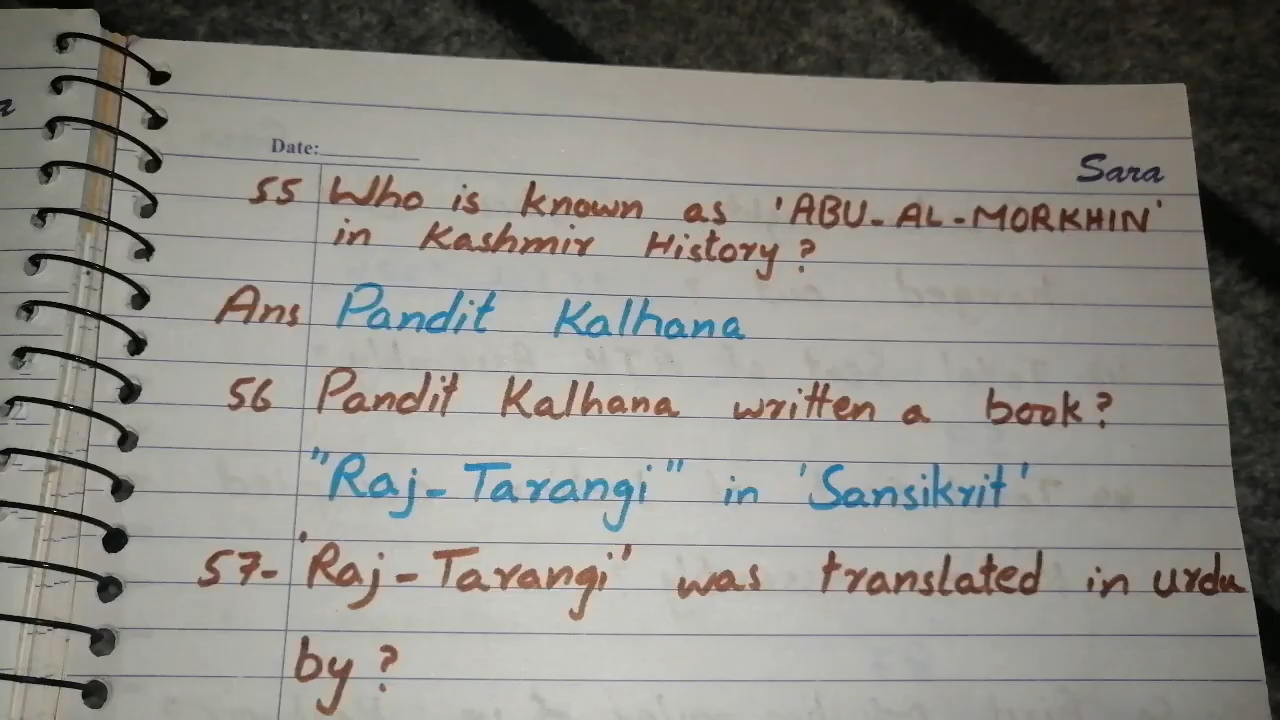 Date:
Sara
55 Who is known as 'ABU-AL-MORKHIN'
in Kashmir History?
Ans Pandit Kalhana
56 Pandit Kalhana written a book?
"Raj-Tarangi" in 'Sansikrit'
57- 'Raj-Tarangi' was translated in urdu
by?